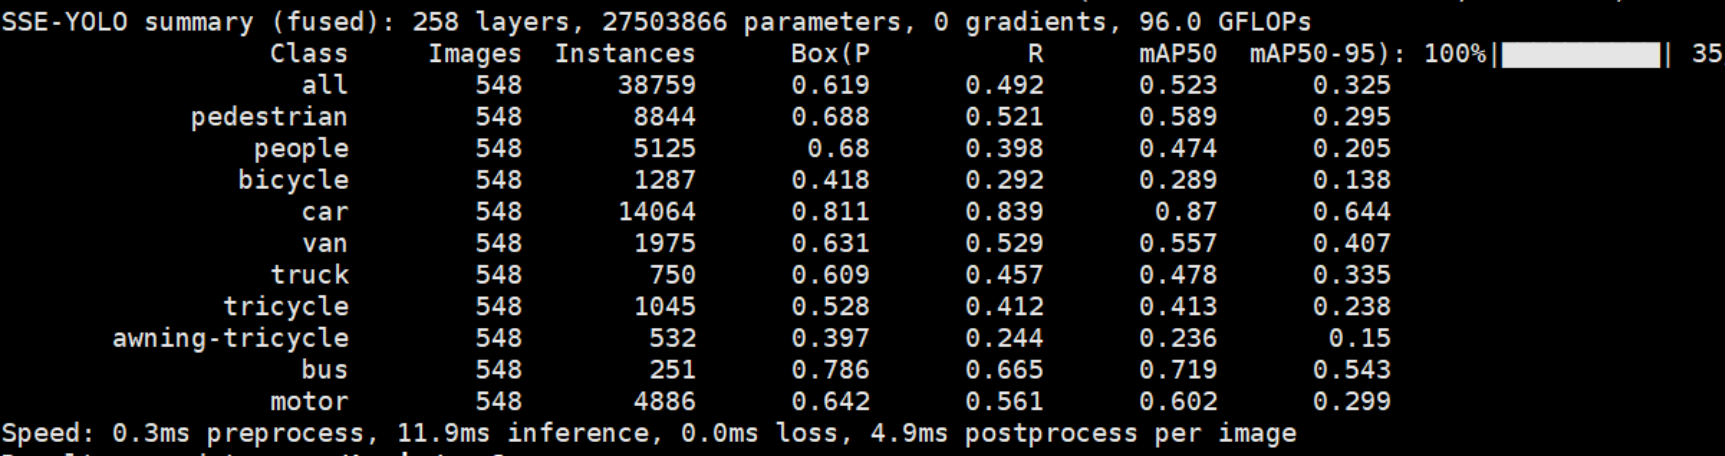 SSE-YOLO summary (fused): 258 layers, 27503866 parameters, 0 gradients, 96.0 GFLOPs
Class Images Instances Box(P R mAP50 mAP50-95): 100%|██████████| 35
all 548 38759 0.619 0.492 0.523 0.325
pedestrian 548 8844 0.688 0.521 0.589 0.295
people 548 5125 0.68 0.398 0.474 0.205
bicycle 548 1287 0.418 0.292 0.289 0.138
car 548 14064 0.811 0.839 0.87 0.644
van 548 1975 0.631 0.529 0.557 0.407
truck 548 750 0.609 0.457 0.478 0.335
tricycle 548 1045 0.528 0.412 0.413 0.238
awning-tricycle 548 532 0.397 0.244 0.236 0.15
bus 548 251 0.786 0.665 0.719 0.543
motor 548 4886 0.642 0.561 0.602 0.299
Speed: 0.3ms preprocess, 11.9ms inference, 0.0ms loss, 4.9ms postprocess per image